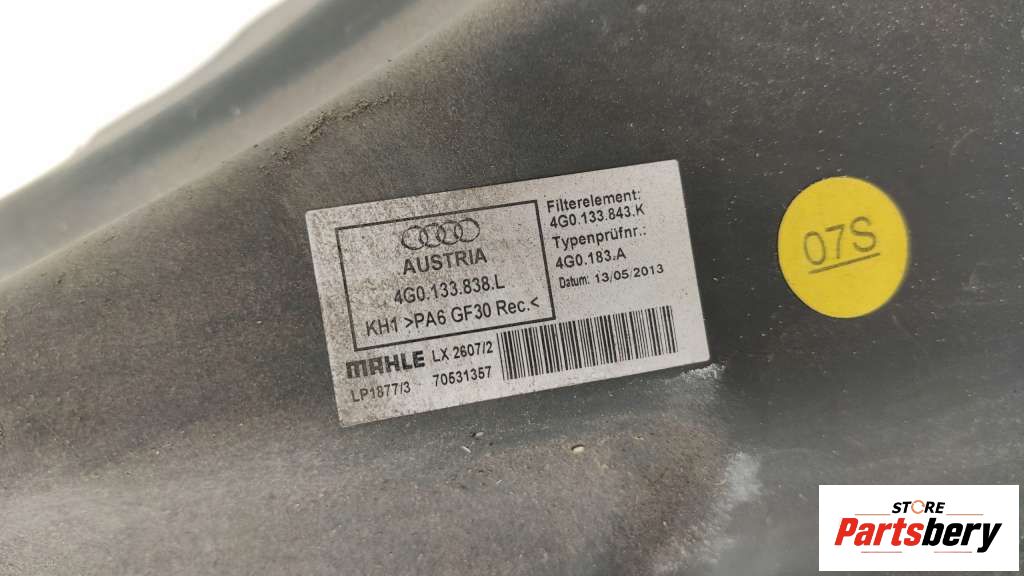 AUSTRIA
4G0.133.838.L
KH1 >PA6 GF30 Rec.<
MAHLE LX 2607/2
LP1877/3 70531357
Filterelement:
4G0.133.843.K
Typenprüfnr.:
4G0.183.A
Datum: 13/05/2013
07S
STORE
Partsbery